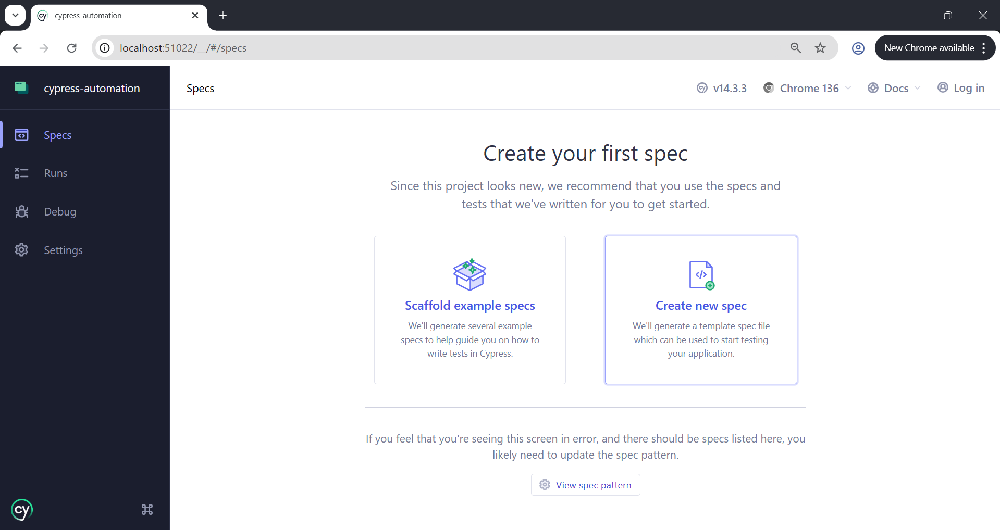 cy cypress-automation
localhost:51022/__/#/specs
New Chrome available
cypress-automation
Specs
v14.3.3
Chrome 136
Docs
Log in
Specs
Runs
Debug
Settings
Create your first spec
Since this project looks new, we recommend that you use the specs and
tests that we've written for you to get started.
Scaffold example specs
We'll generate several example
specs to help guide you on how to
write tests in Cypress.
Create new spec
We'll generate a template spec file
which can be used to start testing
your application.
If you feel that you're seeing this screen in error, and there should be specs listed here, you
likely need to update the spec pattern.
View spec pattern
cy